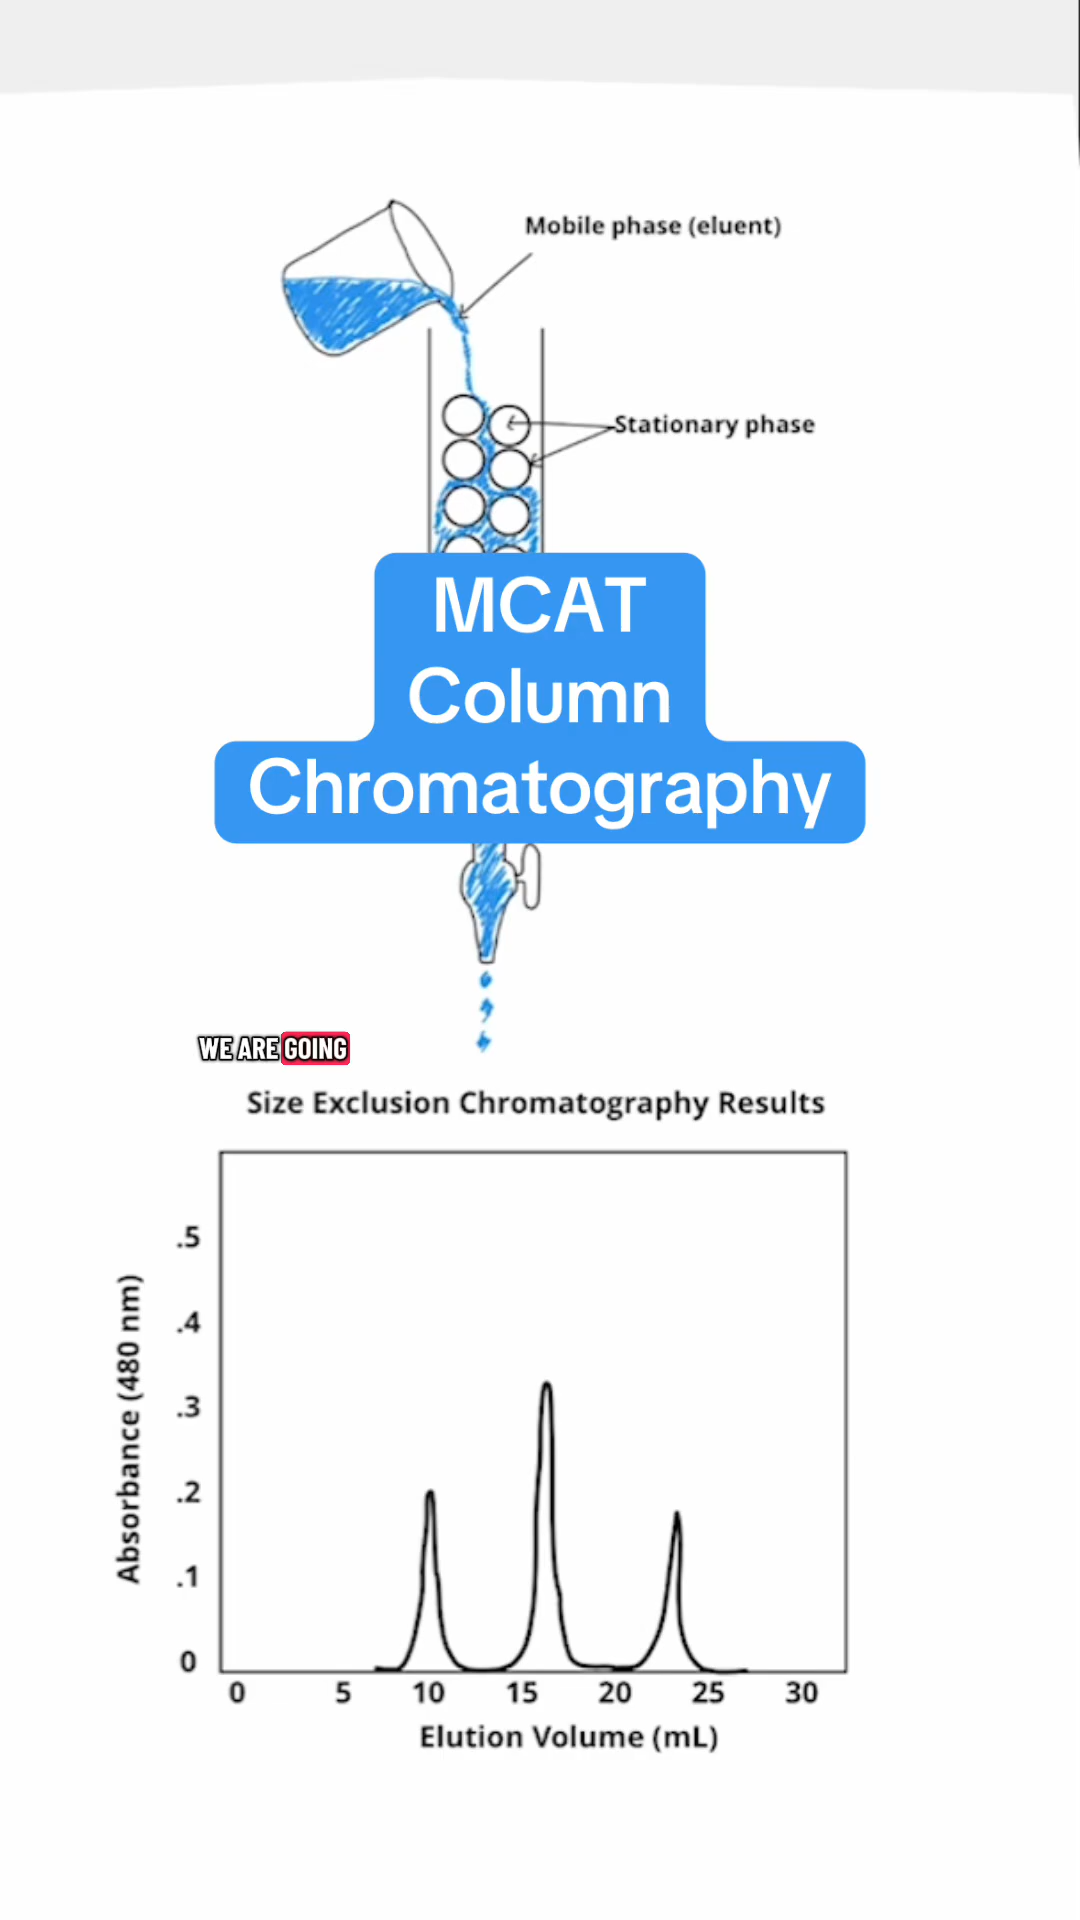 Mobile phase (eluent)
Stationary phase
MCAT
Column
Chromatography
WE ARE GOING
Size Exclusion Chromatography Results
.5
.4
.3
.2
.1
0
Absorbance (480 nm)
0 5 10 15 20 25 30
Elution Volume (mL)